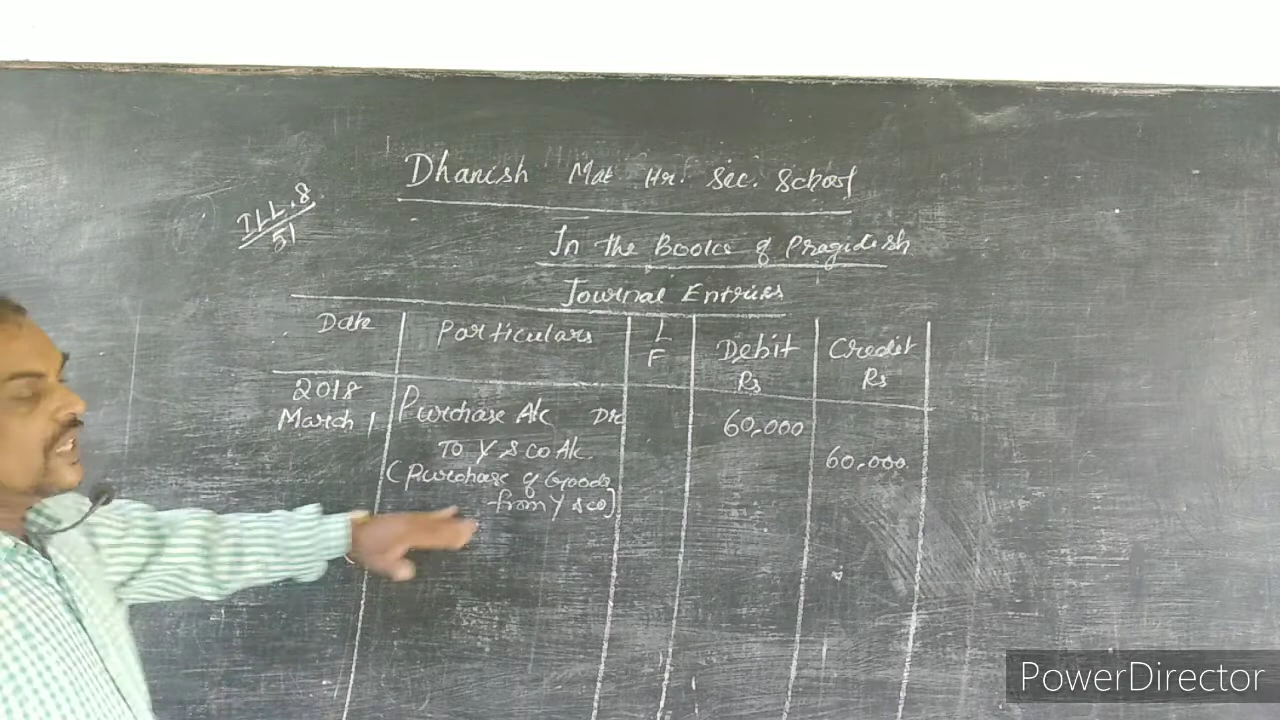 Dhanish Mat Hr. Sec. School
ILL.8
51
In the Books of Pragidesh
Journal Entries
Date Particulars L F Debit Rs Credit Rs
2018
March 1 Purchase A/c Dr 60,000
To Y & Co A/c. 60,000
(Purchase of Goods
from Y & Co)
PowerDirector